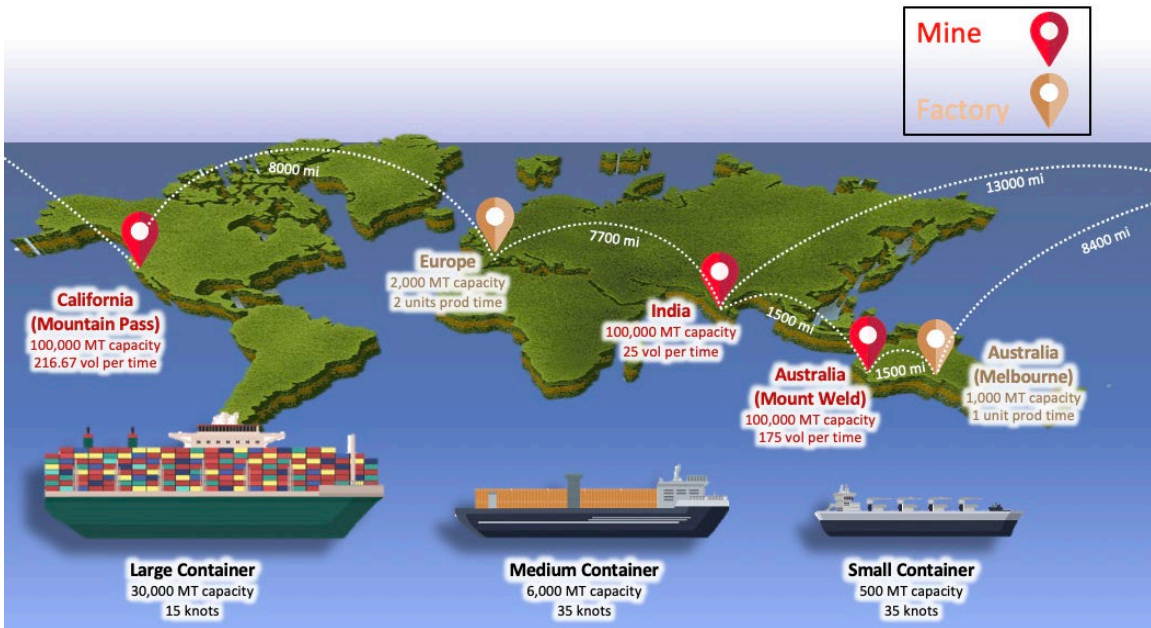 Mine
Factory
8000 mi
13000 mi
7700 mi
8400 mi
Europe
2,000 MT capacity
2 units prod time
California
(Mountain Pass)
100,000 MT capacity
216.67 vol per time
India
100,000 MT capacity
25 vol per time
1500 mi
1500 mi
Australia
(Melbourne)
1,000 MT capacity
1 unit prod time
Australia
(Mount Weld)
100,000 MT capacity
175 vol per time
Large Container
30,000 MT capacity
15 knots
Medium Container
6,000 MT capacity
35 knots
Small Container
500 MT capacity
35 knots